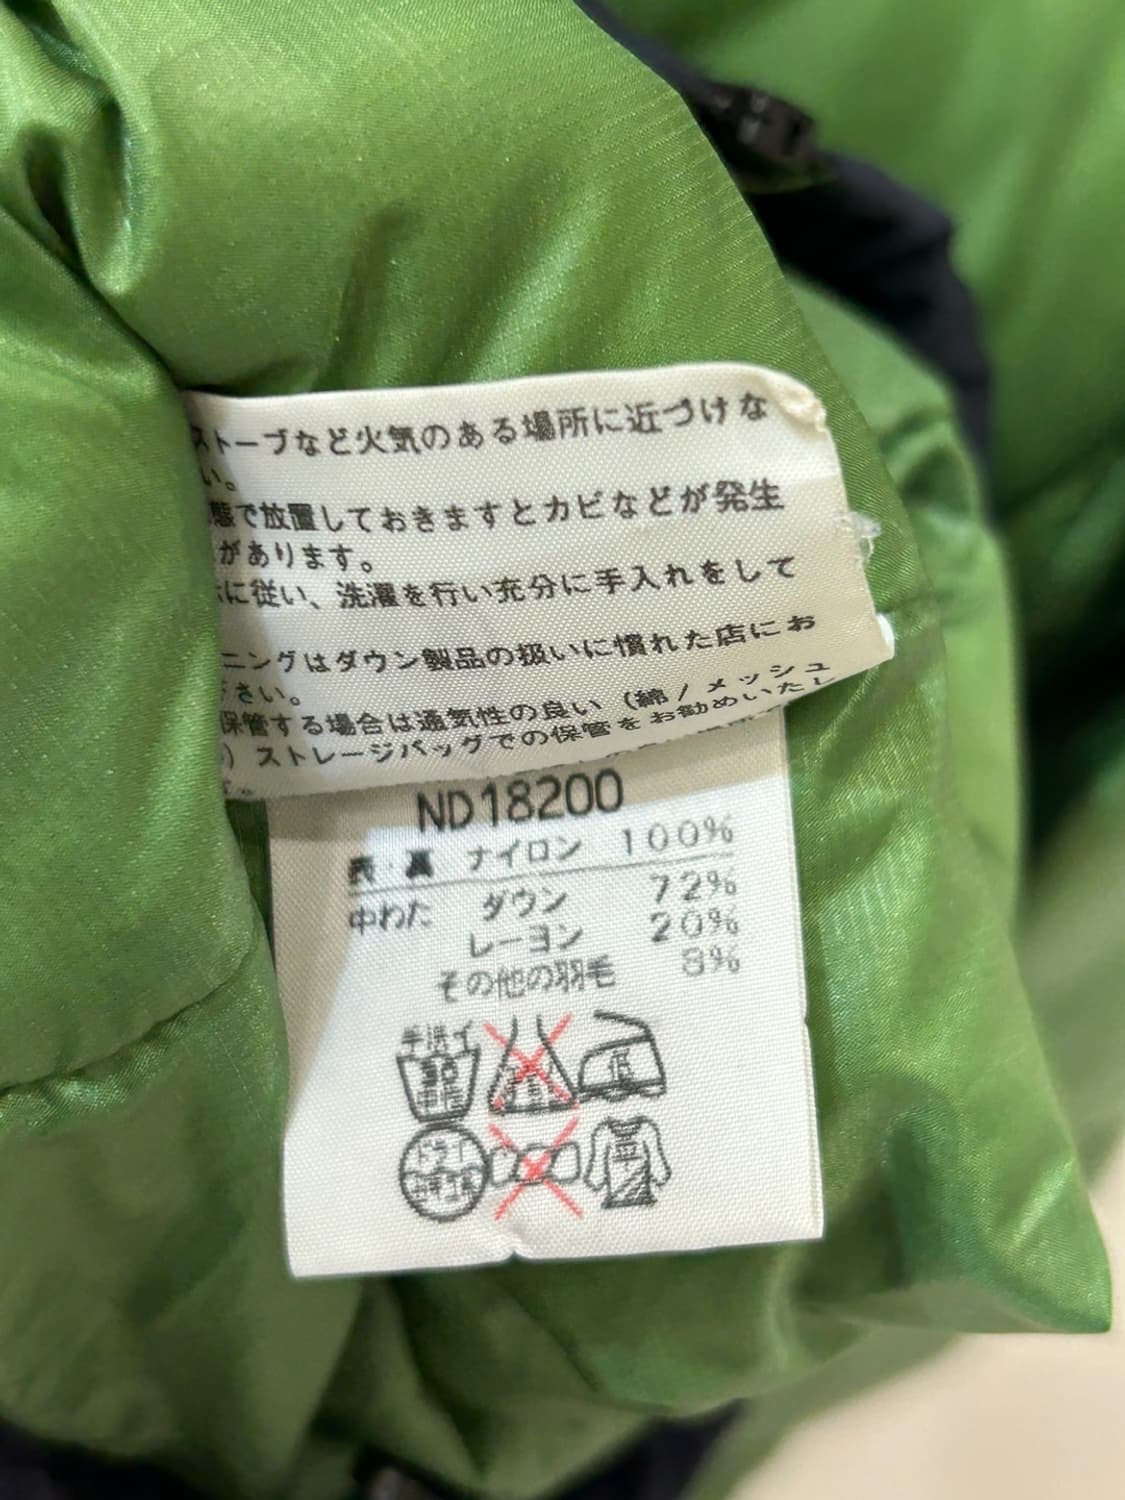 ストーブなど火気のある場所に近づけな
い。
態で放置しておきますとカビなどが発生
があります。
に従い、洗濯を行い充分に手入れをして
ニングはダウン製品の扱いに慣れた店にお
さい。
保管する場合は通気性の良い(綿/メッシュ
)ストレージバッグでの保管をお勧めいたし
ND18200
表・裏 ナイロン 100%
中わた ダウン 72%
レーヨン 20%
その他の羽毛 8%
手洗イ
低
ドライ